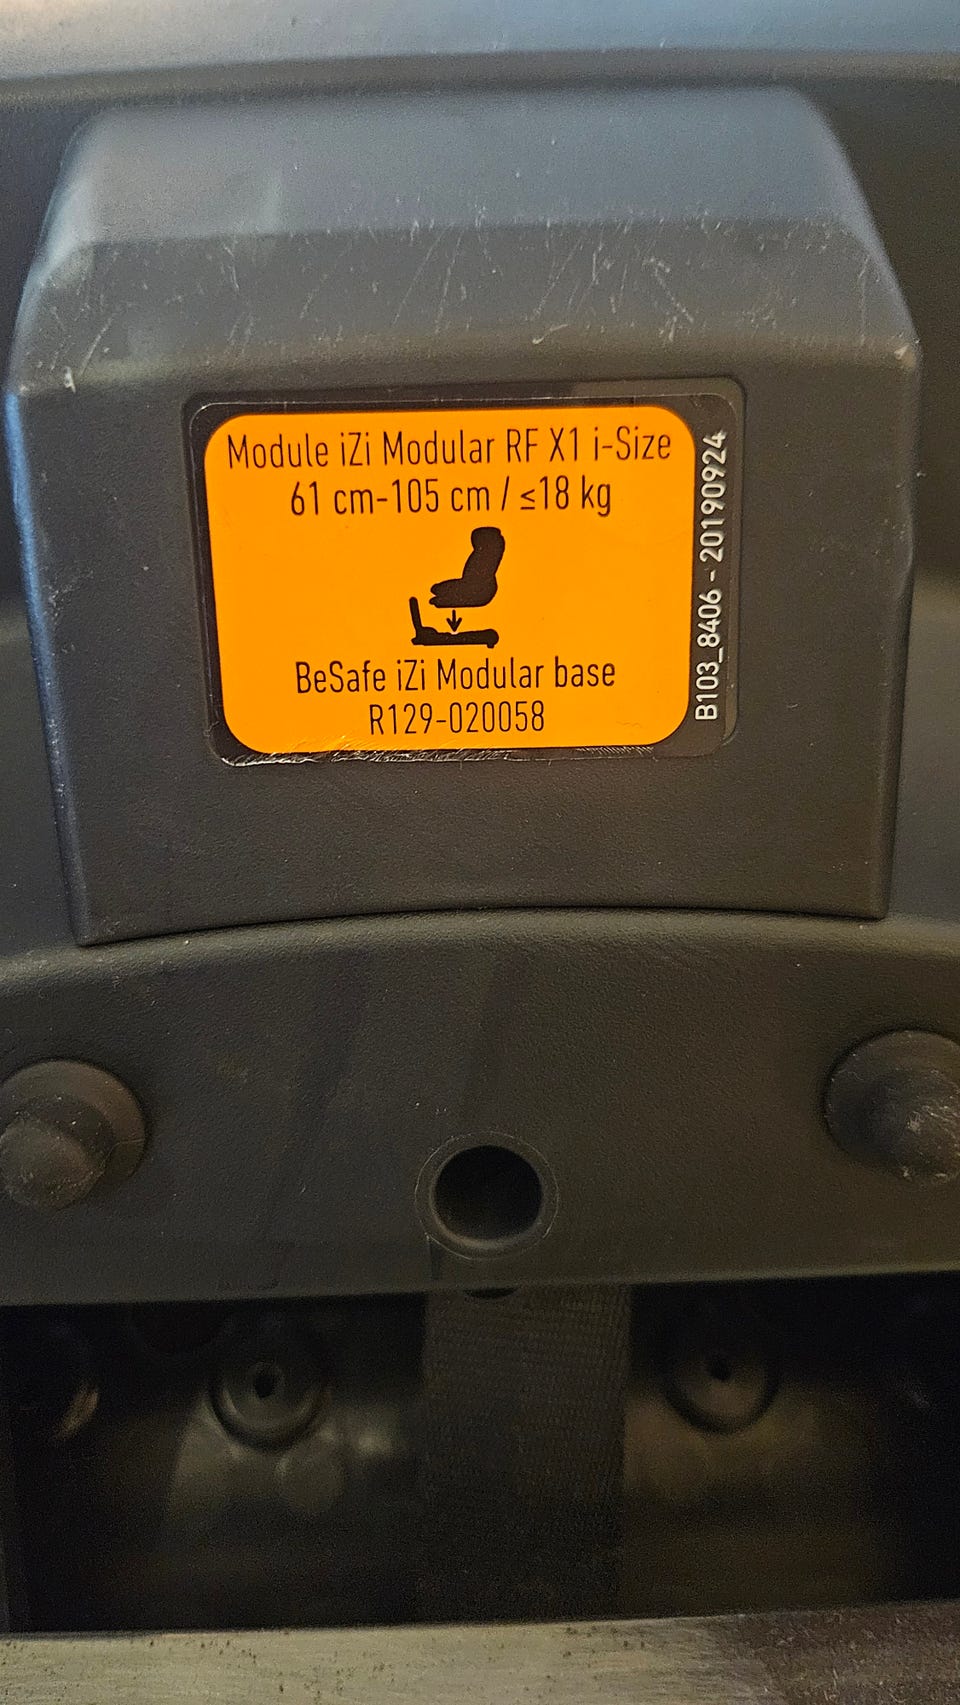 Module iZi Modular RF X1 i-Size
61 cm-105 cm / ≤18 kg
BeSafe iZi Modular base
R129-020058
B103_8406 - 20190924